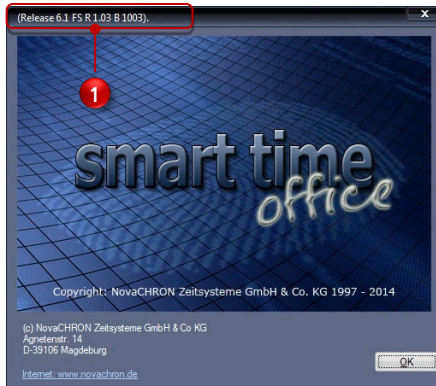 (Release 6.1 FS R 1.03 B 1003).
x
1
smart time
office
Copyright: NovaCHRON Zeitsysteme GmbH & Co. KG 1997 - 2014
(c) NovaCHRON Zeitsysteme GmbH & Co KG
Agnetenstr. 14
D-39106 Magdeburg
OK
Internet: www.novachron.de